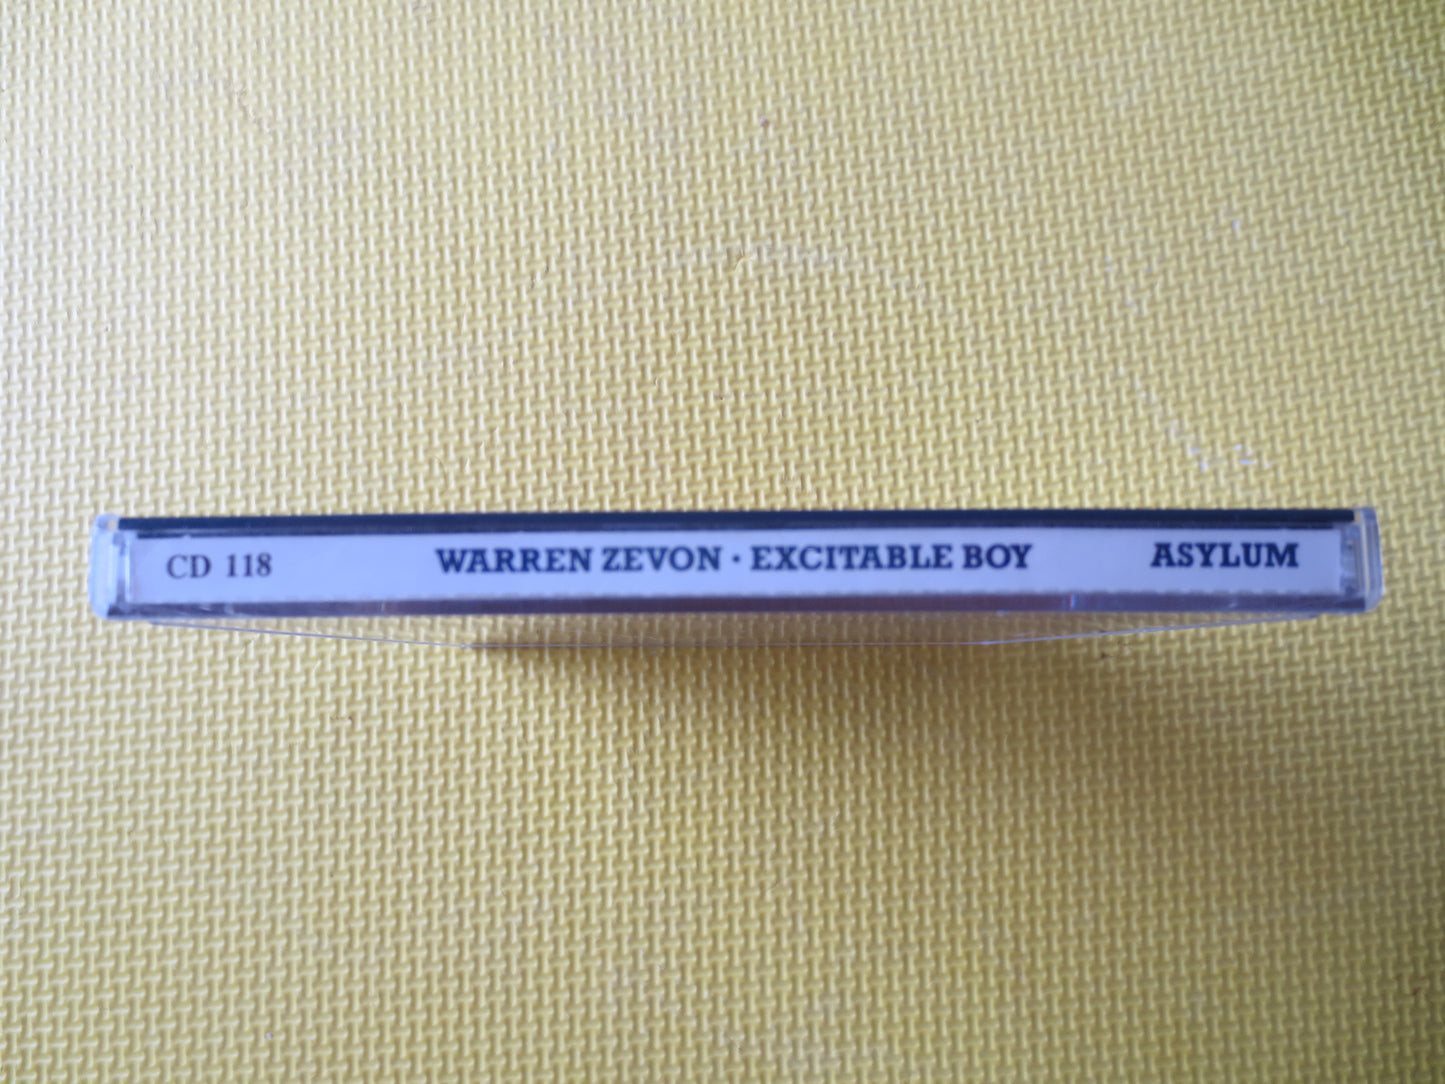 CD 118 WARREN ZEVON · EXCITABLE BOY ASYLUM